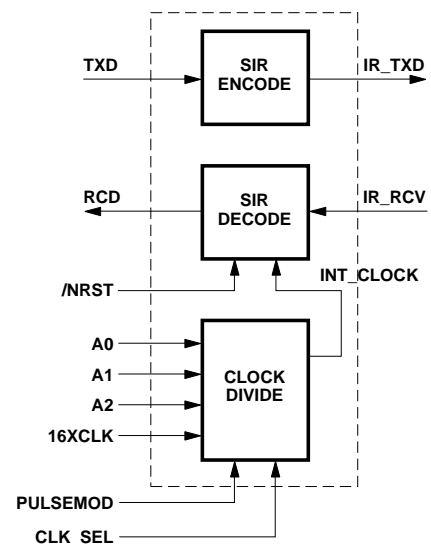 TXD
SIR
ENCODE
IR_TXD
RCD
SIR
DECODE
IR_RCV
INT_CLOCK
/NRST
A0
A1
A2
16XCLK
CLOCK
DIVIDE
PULSEMOD
CLK_SEL